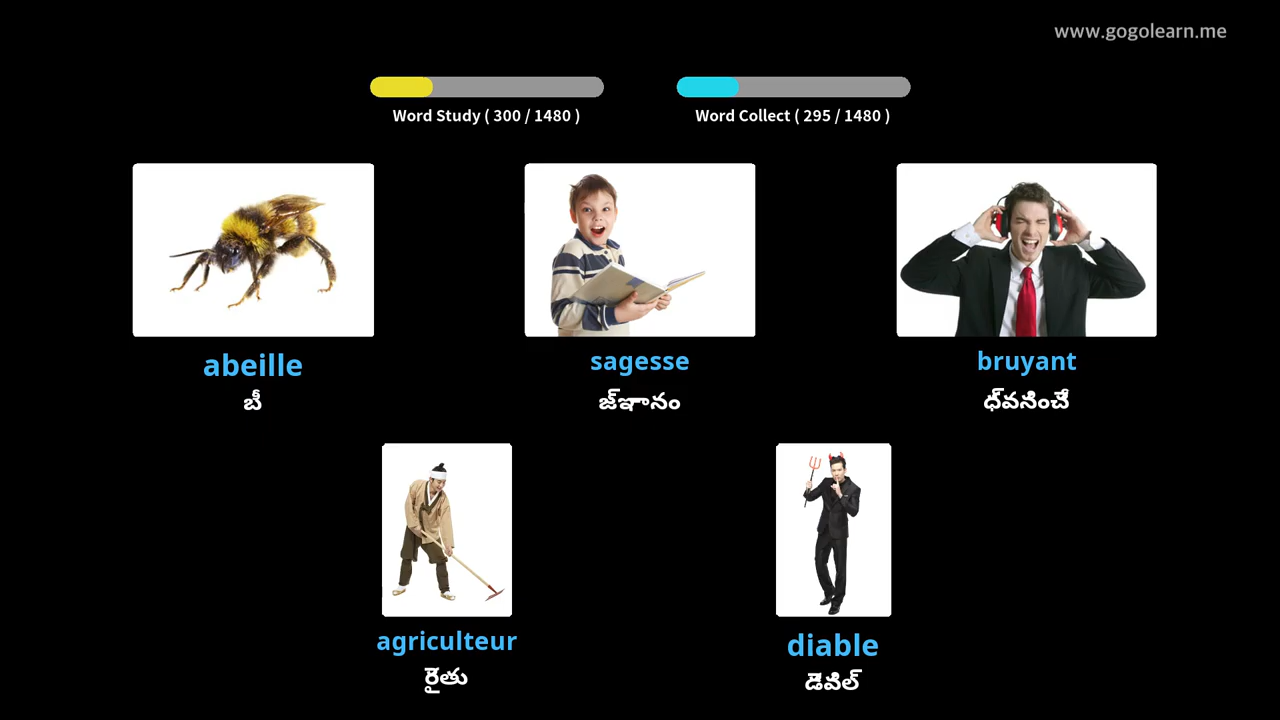 www.gogolearn.me
Word Study ( 300 / 1480 )
Word Collect ( 295 / 1480 )
abeille
sagesse
bruyant
బీ
జ్ఞానం
ధ్వనించే
agriculteur
diable
రైతు
డెవిల్